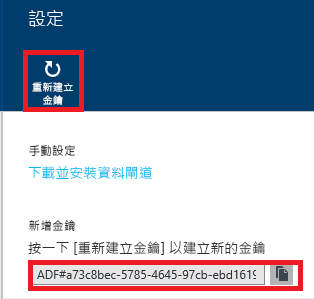 設定
重新建立
金鑰
手動設定
下載並安裝資料閘道
新增金鑰
按一下 [重新建立金鑰] 以建立新的金鑰
ADF#a73c8bec-5785-4645-97cb-ebd1619